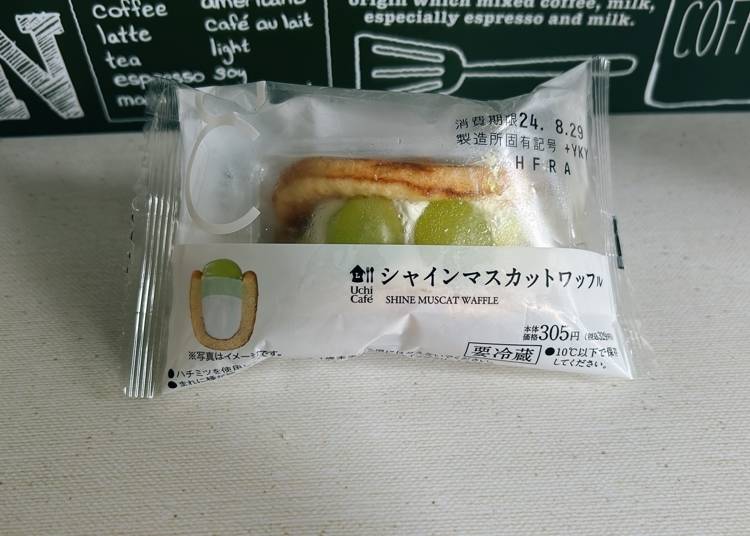 coffee
latte
tea
espresso
americano
Café au lait
light
soy
origin which mixed coffee, milk,
especially espresso and milk.
消費期限24. 8.29
製造所固有記号 +YKY
HFRA
Uchi
Café
シャインマスカットワッフル
SHINE MUSCAT WAFFLE
本体
価格305円
※写真はイメージです。
要冷蔵
●10℃以下で保
してください。
●ハチミツを使用